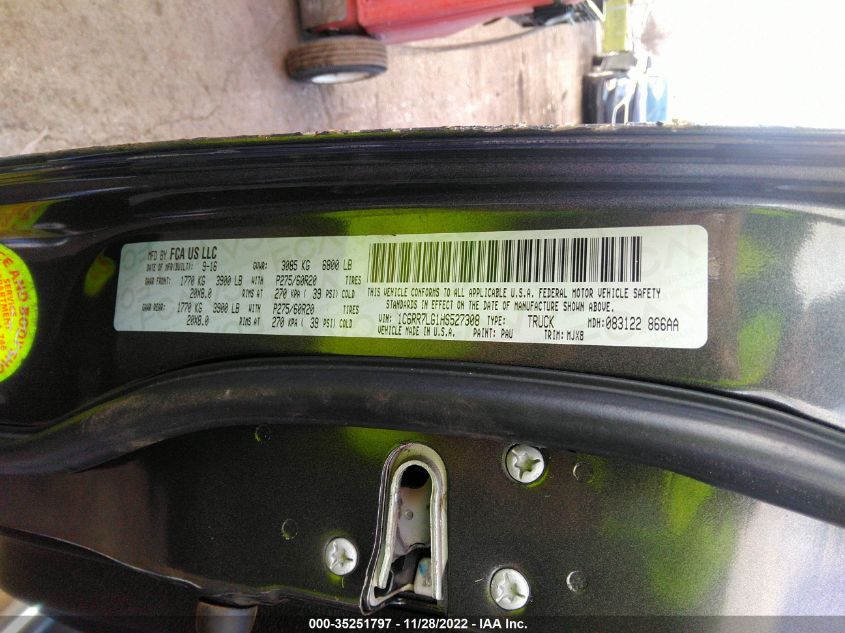 MFD BY FCA US LLC
DATE OF MFR(BUILT): 9-16 GVWR: 3085 KG 6800 LB
GAWR FRONT: 1770 KG 3900 LB WITH P275/60R20 TIRES
20X8.0 RIMS AT 270 KPA ( 39 PSI) COLD
GAWR REAR: 1770 KG 3900 LB WITH P275/60R20 TIRES
20X8.0 RIMS AT 270 KPA ( 39 PSI) COLD
THIS VEHICLE CONFORMS TO ALL APPLICABLE U.S.A. FEDERAL MOTOR VEHICLE SAFETY
STANDARDS IN EFFECT ON THE DATE OF MANUFACTURE SHOWN ABOVE.
VIN: 1C6RR7LG1HS527308 TYPE: TRUCK MDH: 083122 866AA
VEHICLE MADE IN U.S.A. PAINT: PAU TRIM: MJX8
AND BODY
000-35251797 - 11/28/2022 - IAA Inc.